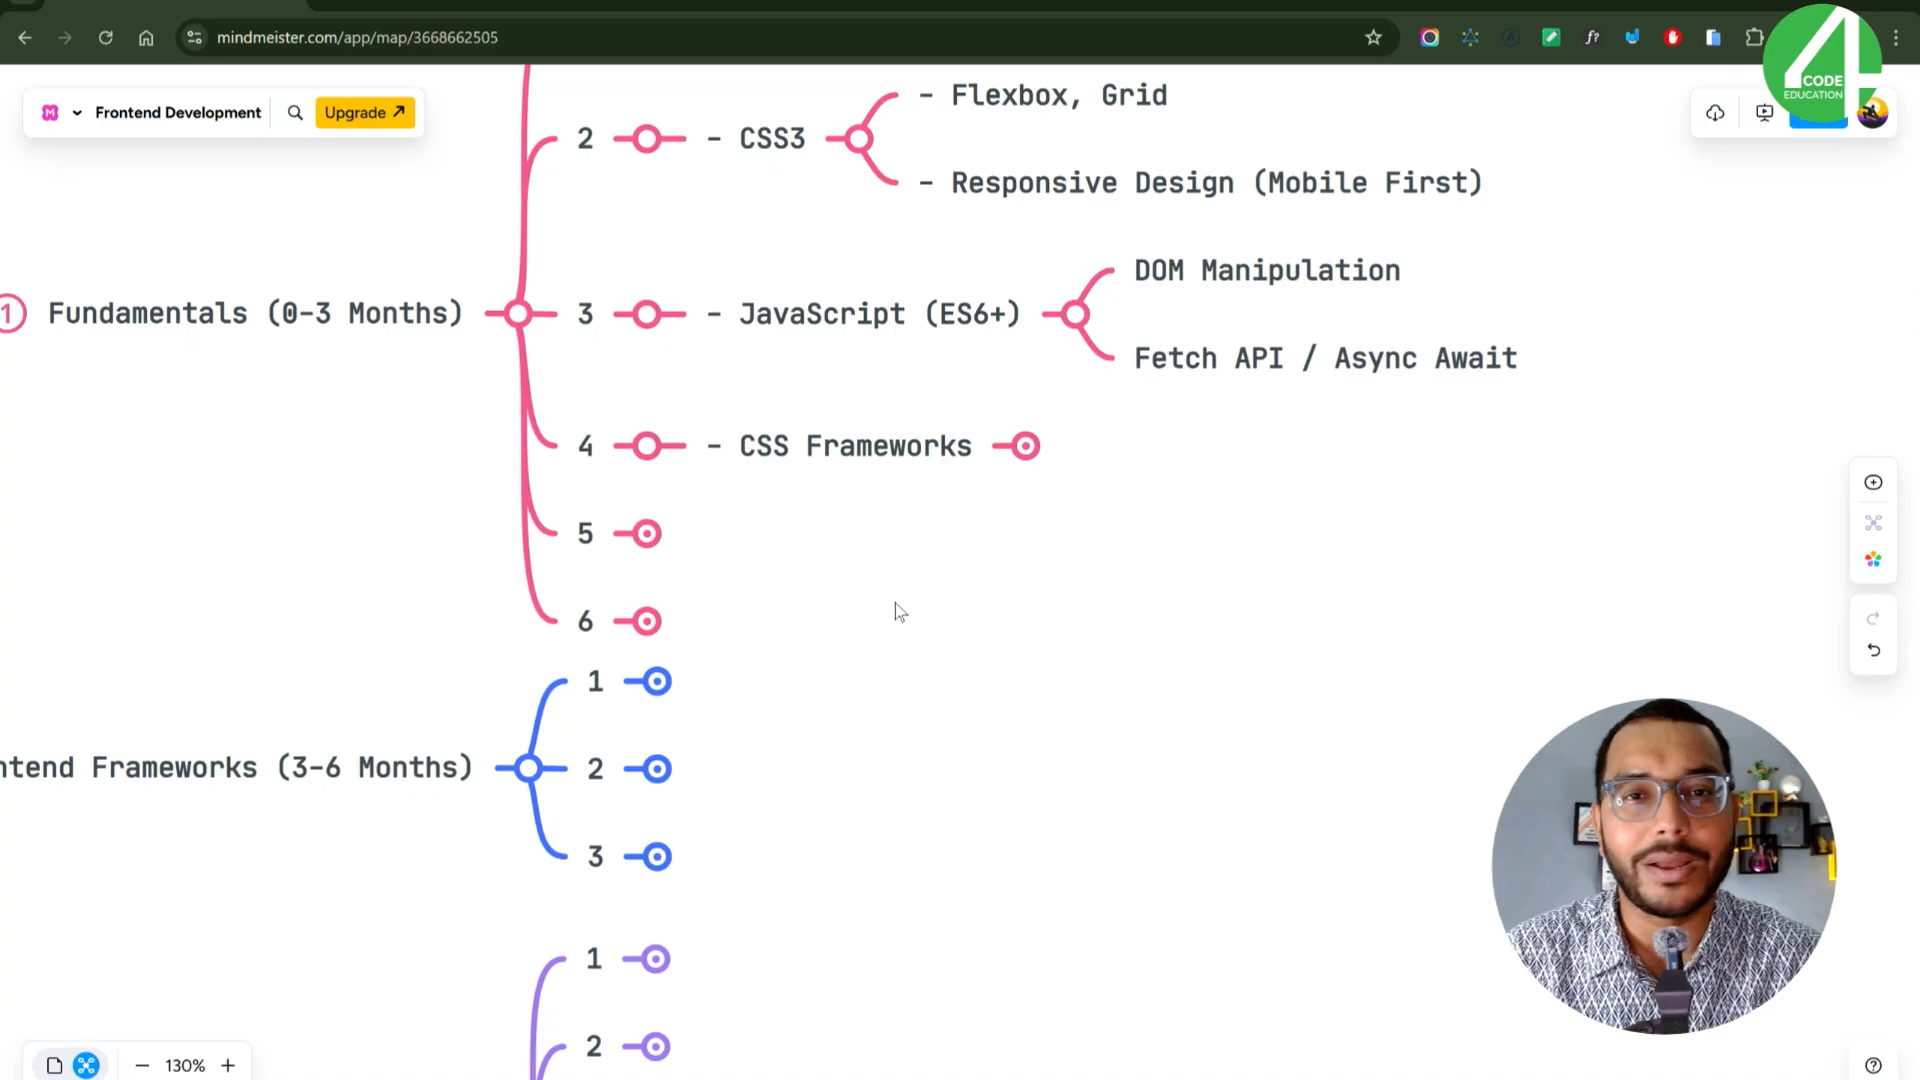 mindmeister.com/app/map/3668662505
f?
4
CODE
EDUCATION
Frontend Development
Upgrade
- Flexbox, Grid
2 - CSS3
- Responsive Design (Mobile First)
DOM Manipulation
1 Fundamentals (0-3 Months)
3 - JavaScript (ES6+)
Fetch API / Async Await
4 - CSS Frameworks
5
6
1
ntend Frameworks (3-6 Months)
2
3
1
2
130%